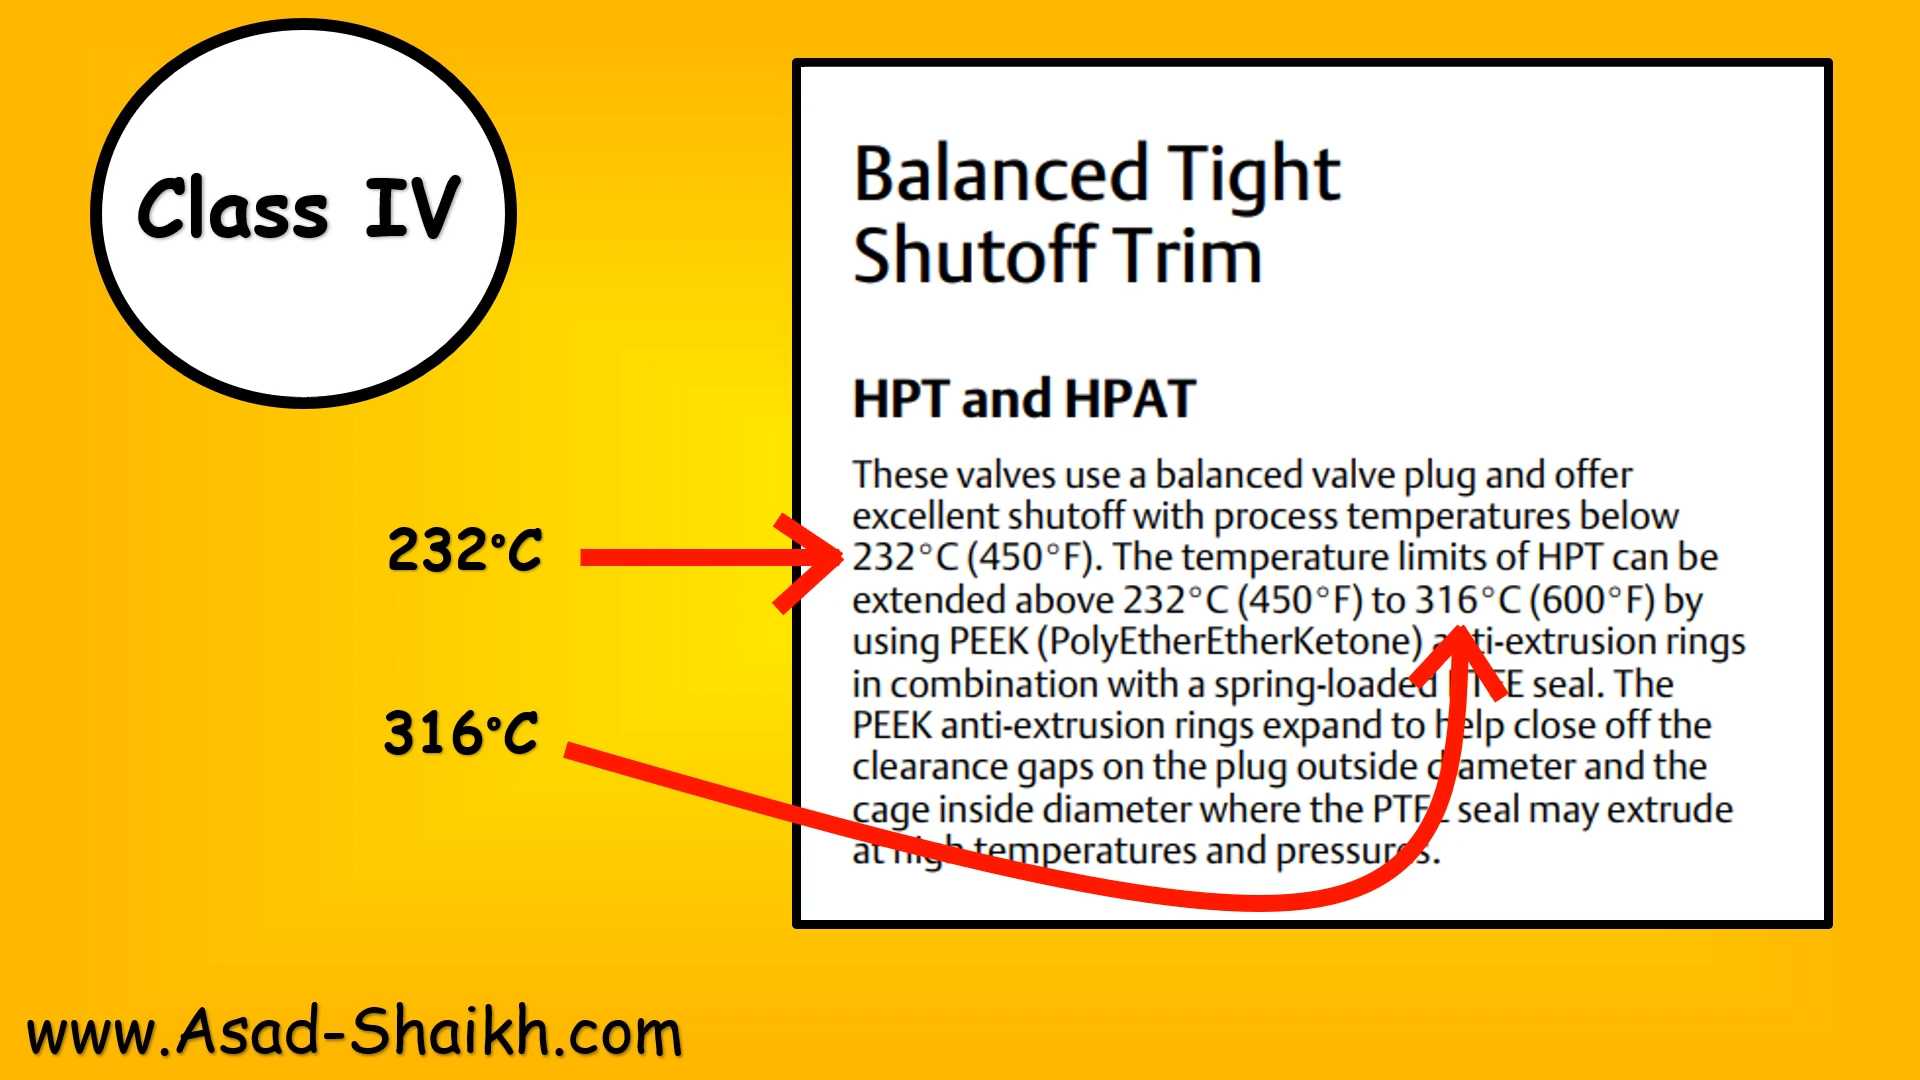 Class IV
Balanced Tight
Shutoff Trim
HPT and HPAT
These valves use a balanced valve plug and offer
excellent shutoff with process temperatures below
232°C (450°F). The temperature limits of HPT can be
extended above 232°C (450°F) to 316°C (600°F) by
using PEEK (PolyEtherEtherKetone) anti-extrusion rings
in combination with a spring-loaded PTFE seal. The
PEEK anti-extrusion rings expand to help close off the
clearance gaps on the plug outside diameter and the
cage inside diameter where the PTFE seal may extrude
at high temperatures and pressures.
232°C
316°C
www.Asad-Shaikh.com